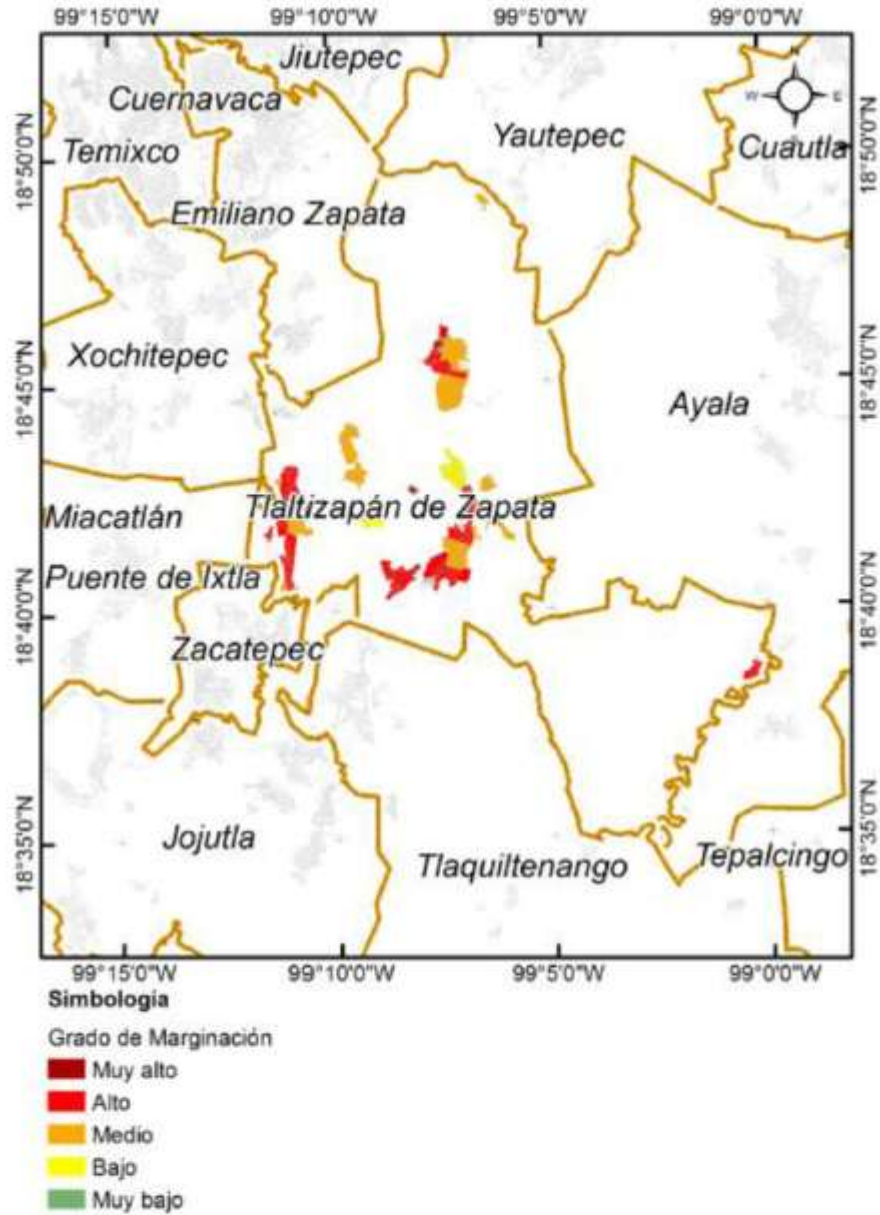 99°15'0"W 99°10'0"W 99°5'0"W 99°0'0"W
N
W E
Jiutepec
Cuernavaca
Yautepec
Cuautla
Temixco
18°50'0"N 18°50'0"N
Emiliano Zapata
Xochitepec
18°45'0"N 18°45'0"N
Ayala
Tlaltizapán de Zapata
Miacatlán
Puente de Ixtla
18°40'0"N 18°40'0"N
Zacatepec
18°35'0"N 18°35'0"N
Jojutla
Tlaquiltenango
Tepalcingo
99°15'0"W 99°10'0"W 99°5'0"W 99°0'0"W
Simbología
Grado de Marginación
Muy alto
Alto
Medio
Bajo
Muy bajo